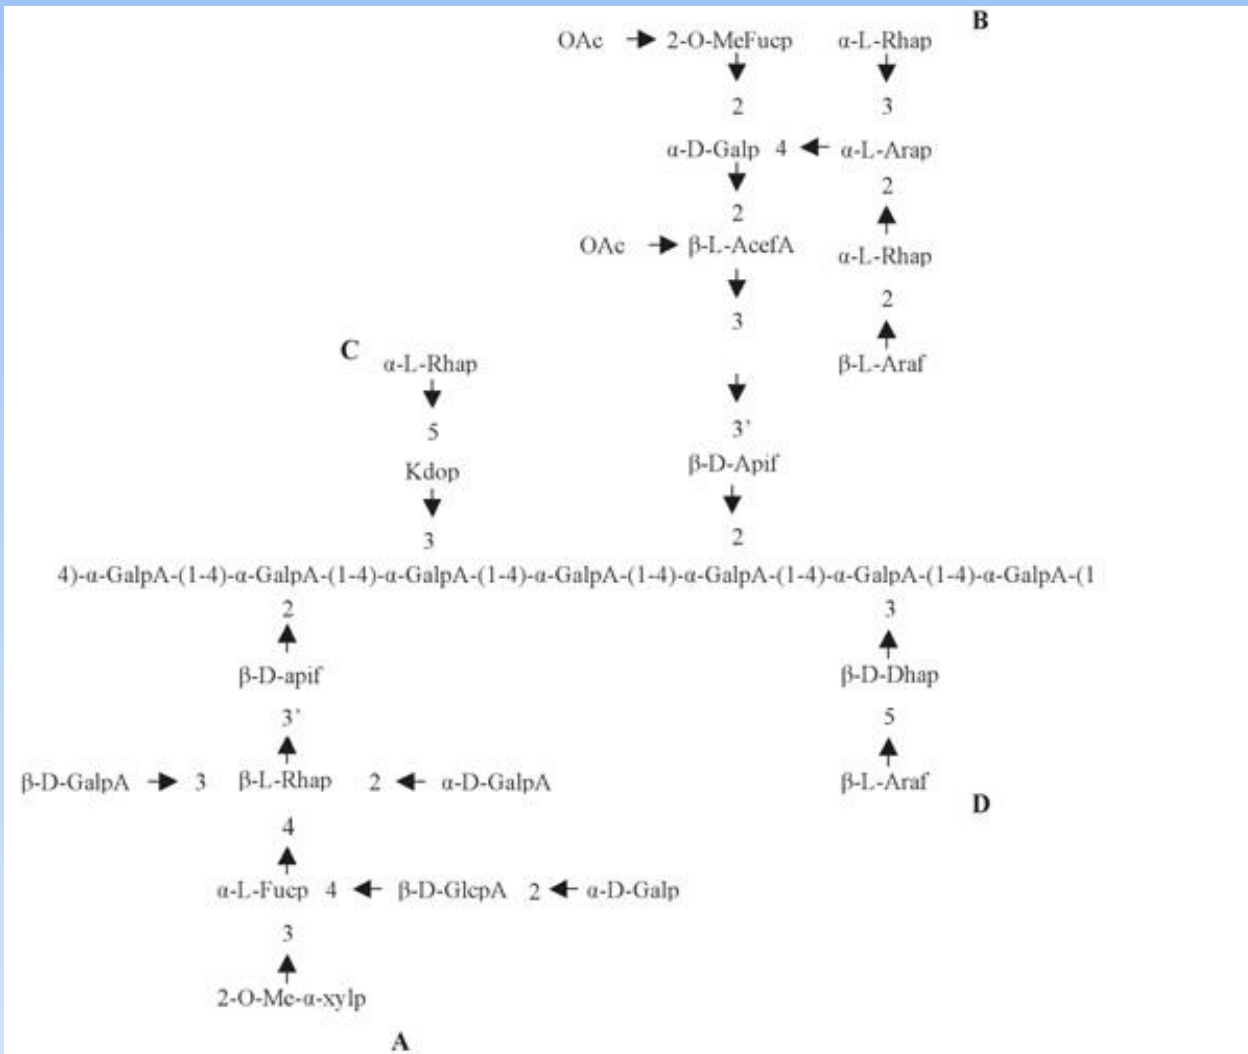 B
OAc 2-O-MeFucp α-L-Rhap
2 3
α-D-Galp 4 α-L-Arap
2
2
OAc β-L-AcefA
α-L-Rhap
2
3
C
α-L-Rhap
β-L-Araf
5
3’
Kdop
β-D-Apif
3 2
4)-α-GalpA-(1-4)-α-GalpA-(1-4)-α-GalpA-(1-4)-α-GalpA-(1-4)-α-GalpA-(1-4)-α-GalpA-(1-4)-α-GalpA-(1
2 3
β-D-apif β-D-Dhap
3’ 5
β-D-GalpA 3 β-L-Rhap 2 α-D-GalpA β-L-Araf
D
4
α-L-Fucp 4 β-D-GlcpA 2 α-D-Galp
3
2-O-Me-α-xylp
A